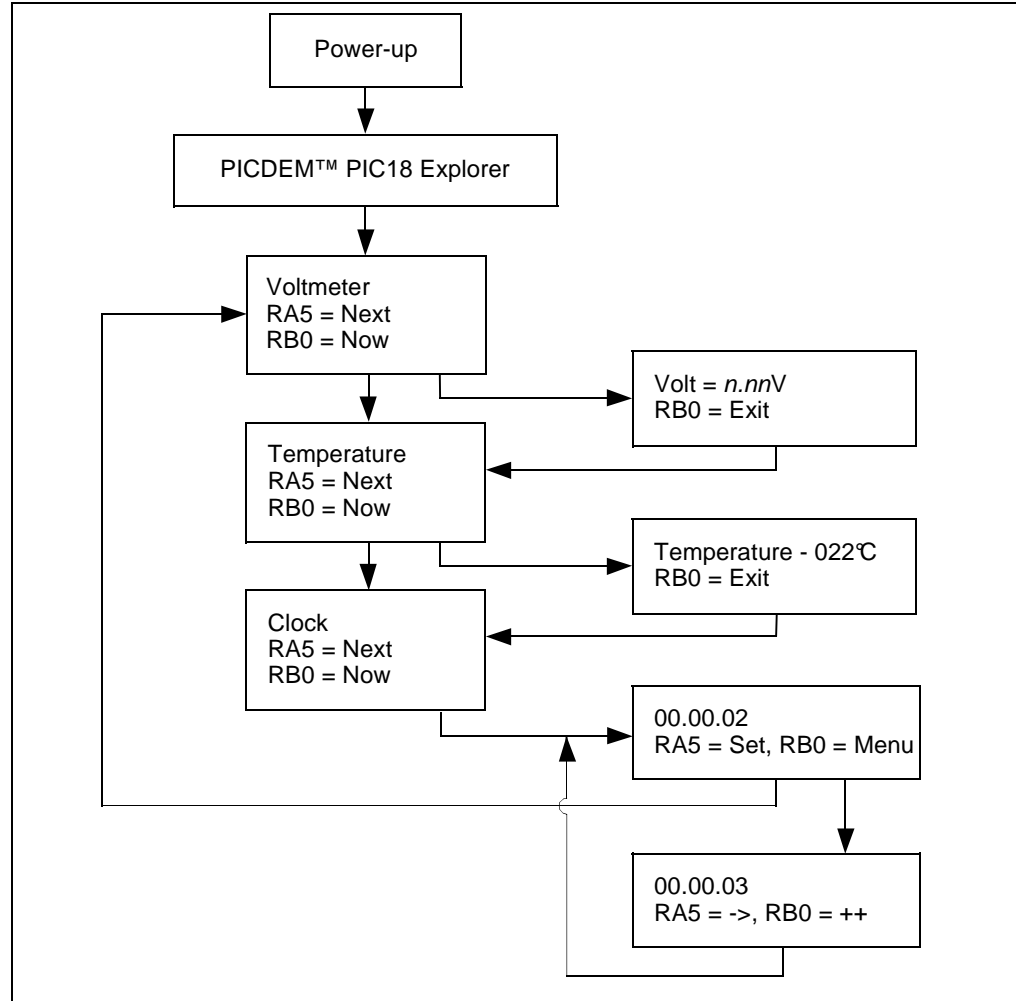 Power-up
PICDEM™ PIC18 Explorer
Voltmeter
RA5 = Next
RB0 = Now
Volt = n.nnV
RB0 = Exit
Temperature
RA5 = Next
RB0 = Now
Temperature - 022°C
RB0 = Exit
Clock
RA5 = Next
RB0 = Now
00.00.02
RA5 = Set, RB0 = Menu
00.00.03
RA5 = ->, RB0 = ++